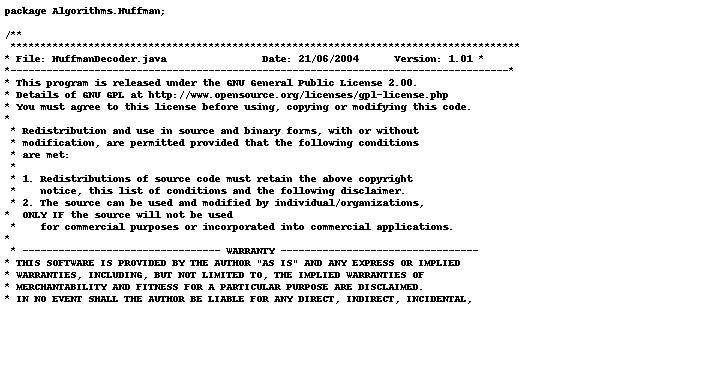 package Algorithms.Huffman;
/**
 *************************************************************************************
* File: HuffmanDecoder.java                Date: 21/06/2004      Version: 1.01 *
*-----------------------------------------------------------------------------------*
* This program is released under the GNU General Public License 2.00.
* Details of GNU GPL at http://www.opensource.org/licenses/gpl-license.php
* You must agree to this license before using, copying or modifying this code.
*
 * Redistribution and use in source and binary forms, with or without
 * modification, are permitted provided that the following conditions
 * are met:
 *
 * 1. Redistributions of source code must retain the above copyright
 *    notice, this list of conditions and the following disclaimer.
 * 2. The source can be used and modified by individual/organizations,
*  ONLY IF the source will not be used
 *    for commercial purposes or incorporated into commercial applications.
*
 * --------------------------------- WARRANTY ---------------------------------
* THIS SOFTWARE IS PROVIDED BY THE AUTHOR "AS IS" AND ANY EXPRESS OR IMPLIED
* WARRANTIES, INCLUDING, BUT NOT LIMITED TO, THE IMPLIED WARRANTIES OF
* MERCHANTABILITY AND FITNESS FOR A PARTICULAR PURPOSE ARE DISCLAIMED.
* IN NO EVENT SHALL THE AUTHOR BE LIABLE FOR ANY DIRECT, INDIRECT, INCIDENTAL,